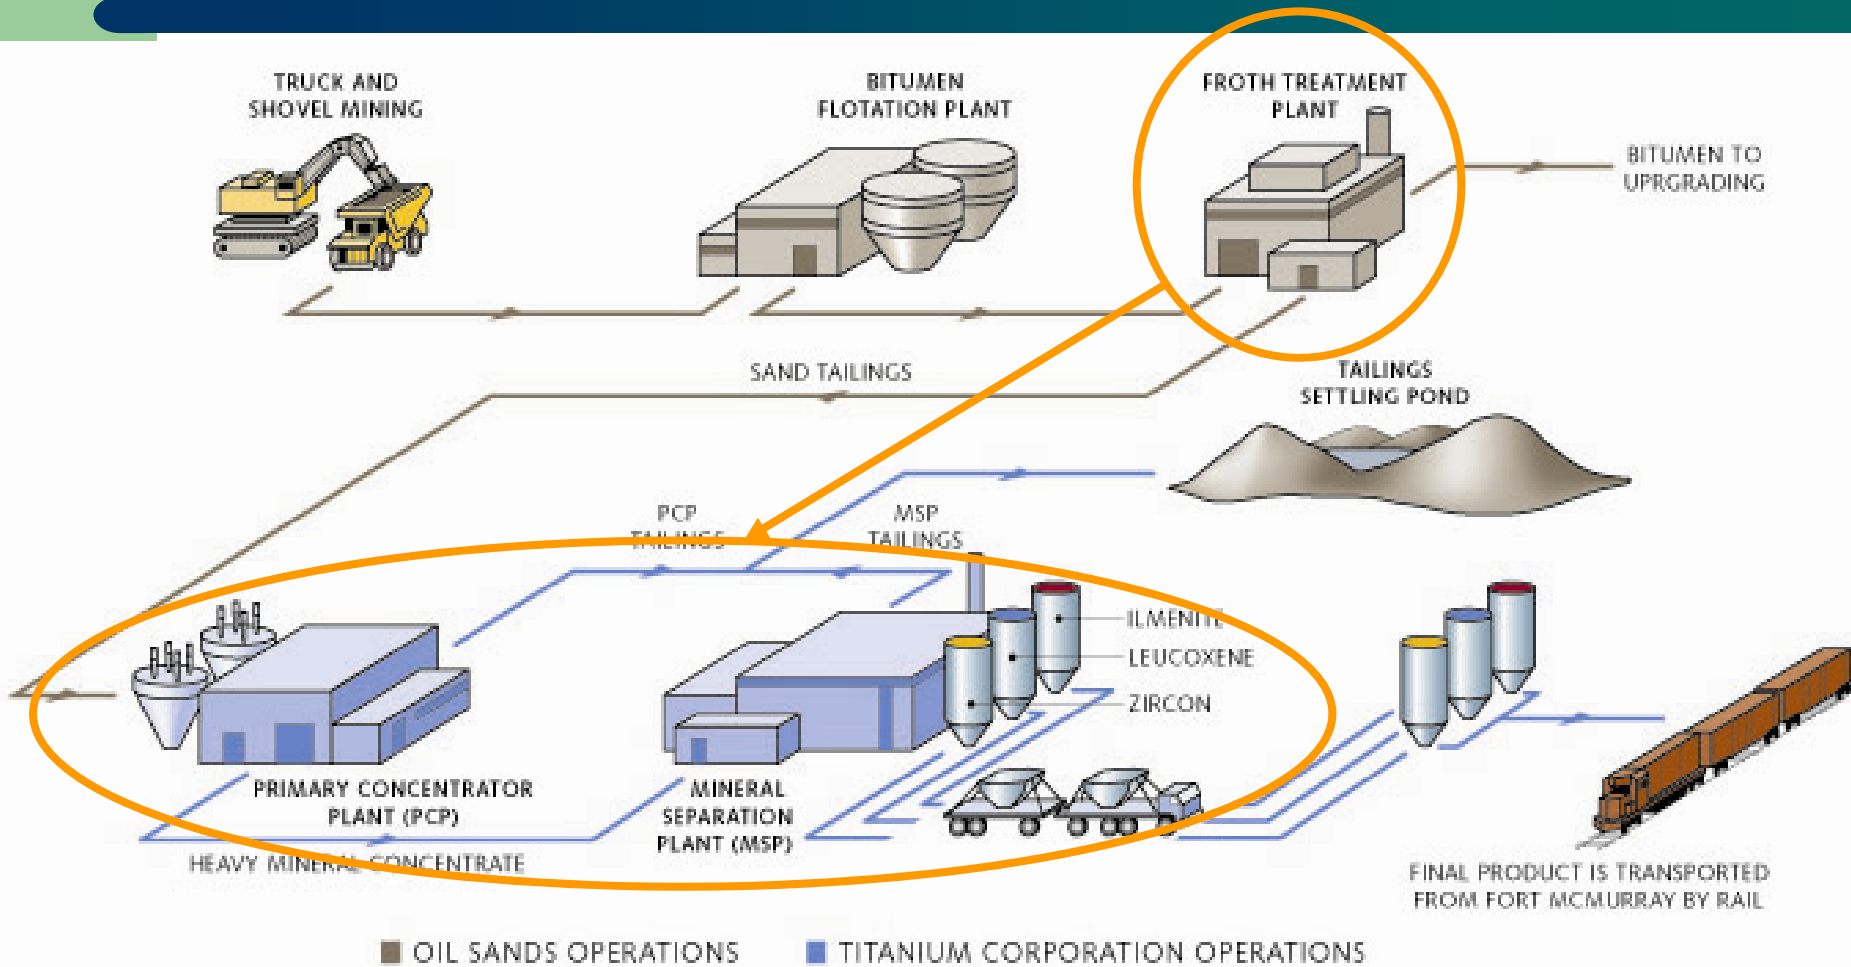 TRUCK AND
SHOVEL MINING
BITUMEN
FLOTATION PLANT
FROTH TREATMENT
PLANT
BITUMEN TO
UPRGRADING
SAND TAILINGS
TAILINGS
SETTLING POND
PCP
TAILINGS
MSP
TAILINGS
ILMENITE
LEUCOXENE
ZIRCON
PRIMARY CONCENTRATOR
PLANT (PCP)
MINERAL
SEPARATION
PLANT (MSP)
HEAVY MINERAL CONCENTRATE
FINAL PRODUCT IS TRANSPORTED
FROM FORT MCMURRAY BY RAIL
OIL SANDS OPERATIONS
TITANIUM CORPORATION OPERATIONS